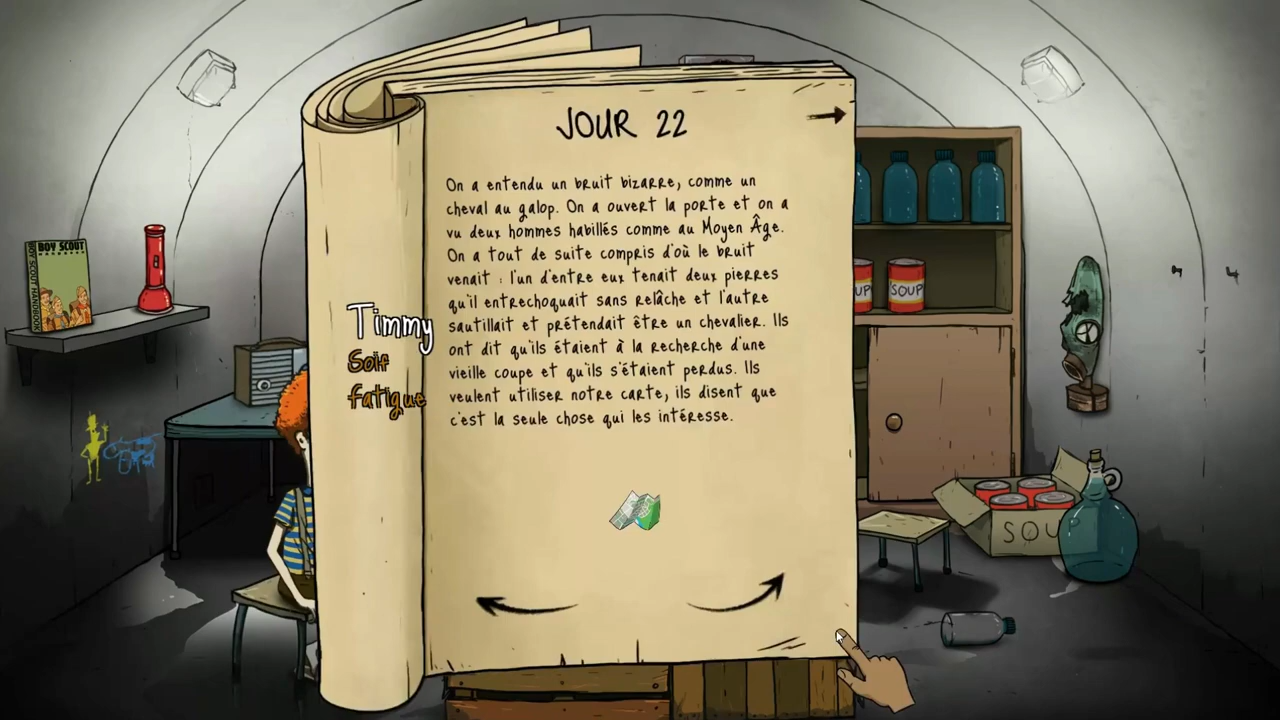 JOUR 22
On a entendu un bruit bizarre, comme un
cheval au galop. On a ouvert la porte et on a
vu deux hommes habillés comme au Moyen Âge.
On a tout de suite compris d'où le bruit
venait : l'un d'entre eux tenait deux pierres
qu'il entrechoquait sans relâche et l'autre
sautillait et prétendait être un chevalier. Ils
ont dit qu'ils étaient à la recherche d'une
vieille coupe et qu'ils s'étaient perdus. Ils
veulent utiliser notre carte, ils disent que
c'est la seule chose qui les intéresse.
Timmy
Soif
Fatigue
BOY SCOUT
BOY SCOUT HANDBOOK
UP
SOUP
SOUP